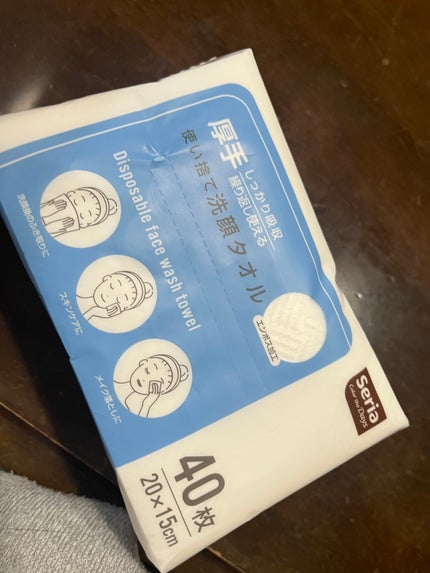 厚手
しっかり吸収
繰り返し使える
使い捨て洗顔タオル
Disposable face wash towel
洗顔後のふき取りに
スキンケアに
メイク落としに
エンボス加工
Seria
Color the Days
40枚
20×15cm